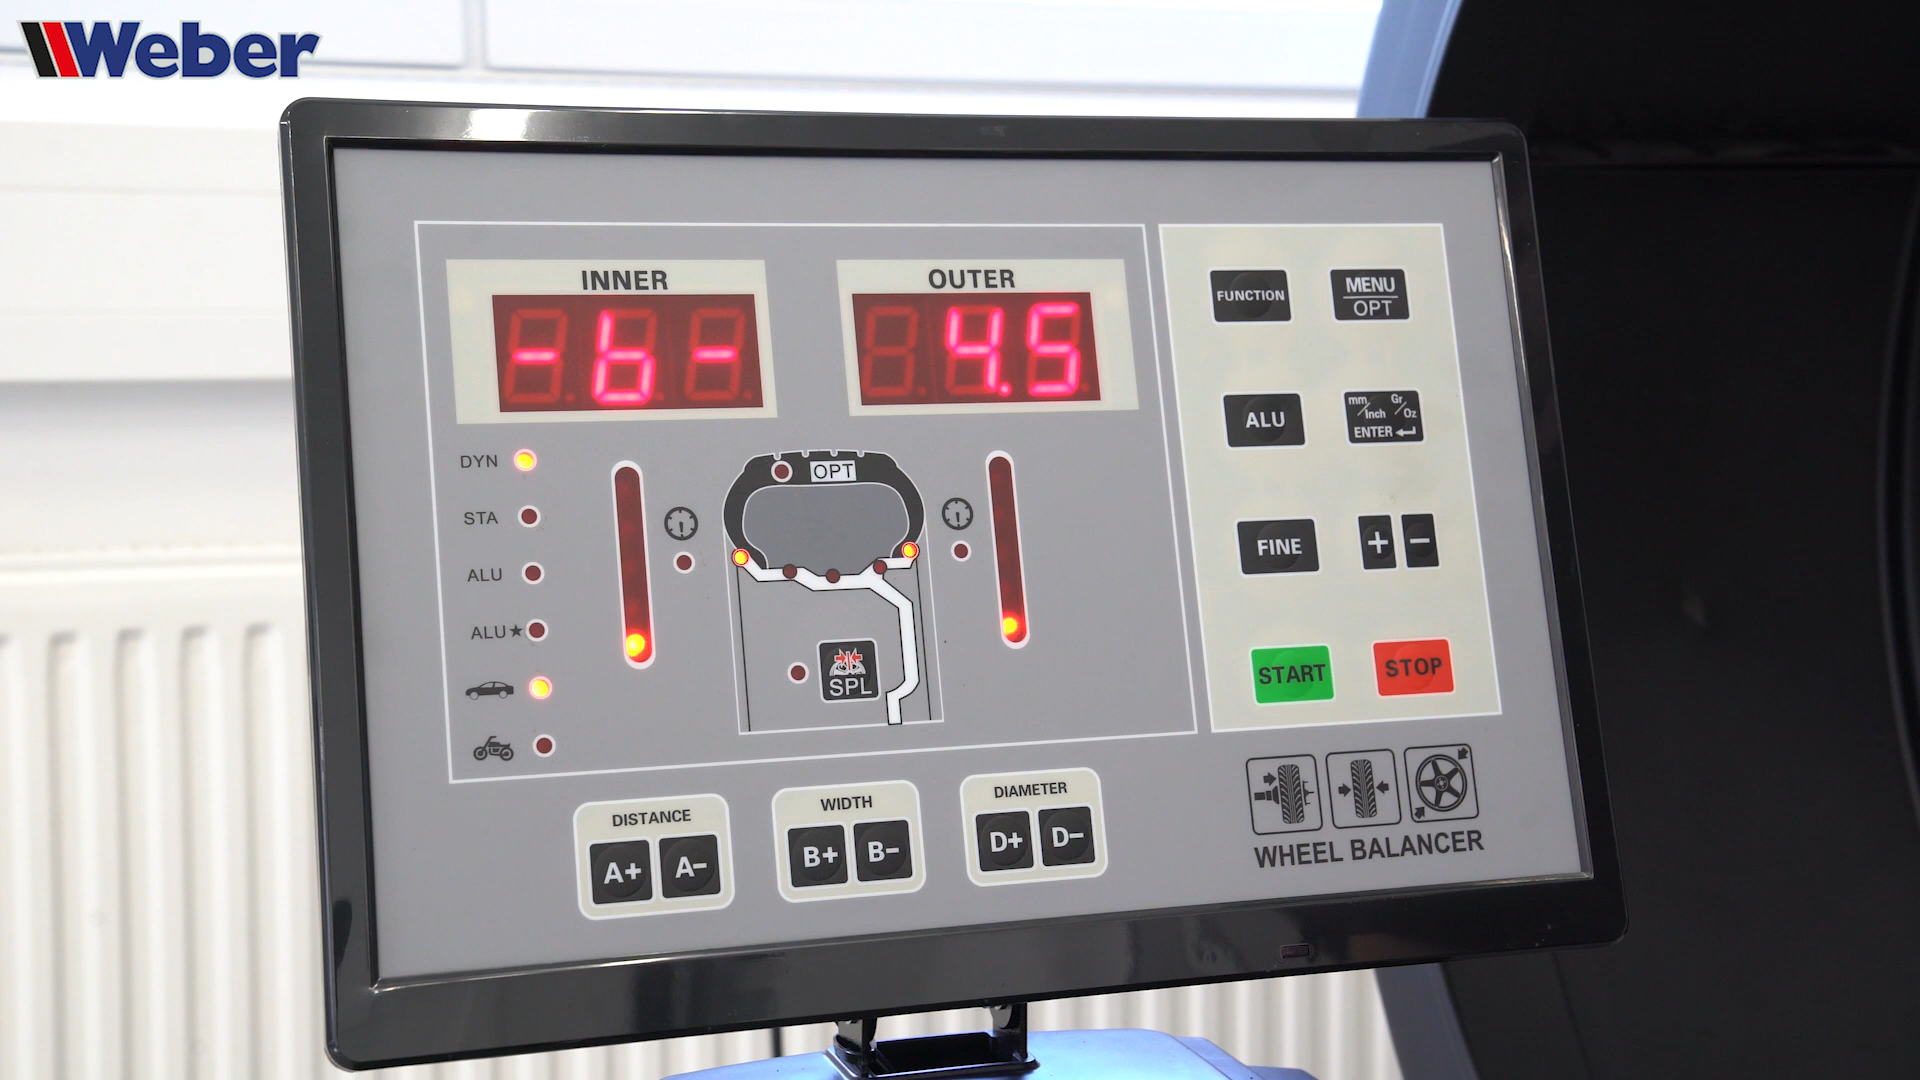 Weber
INNER
OUTER
-b-
4.5
DYN
STA
ALU
ALU★
OPT
SPL
FUNCTION
MENU
OPT
ALU
mm/Inch Gr/Oz
ENTER
FINE
+ −
START
STOP
DISTANCE
A+ A−
WIDTH
B+ B−
DIAMETER
D+ D−
WHEEL BALANCER